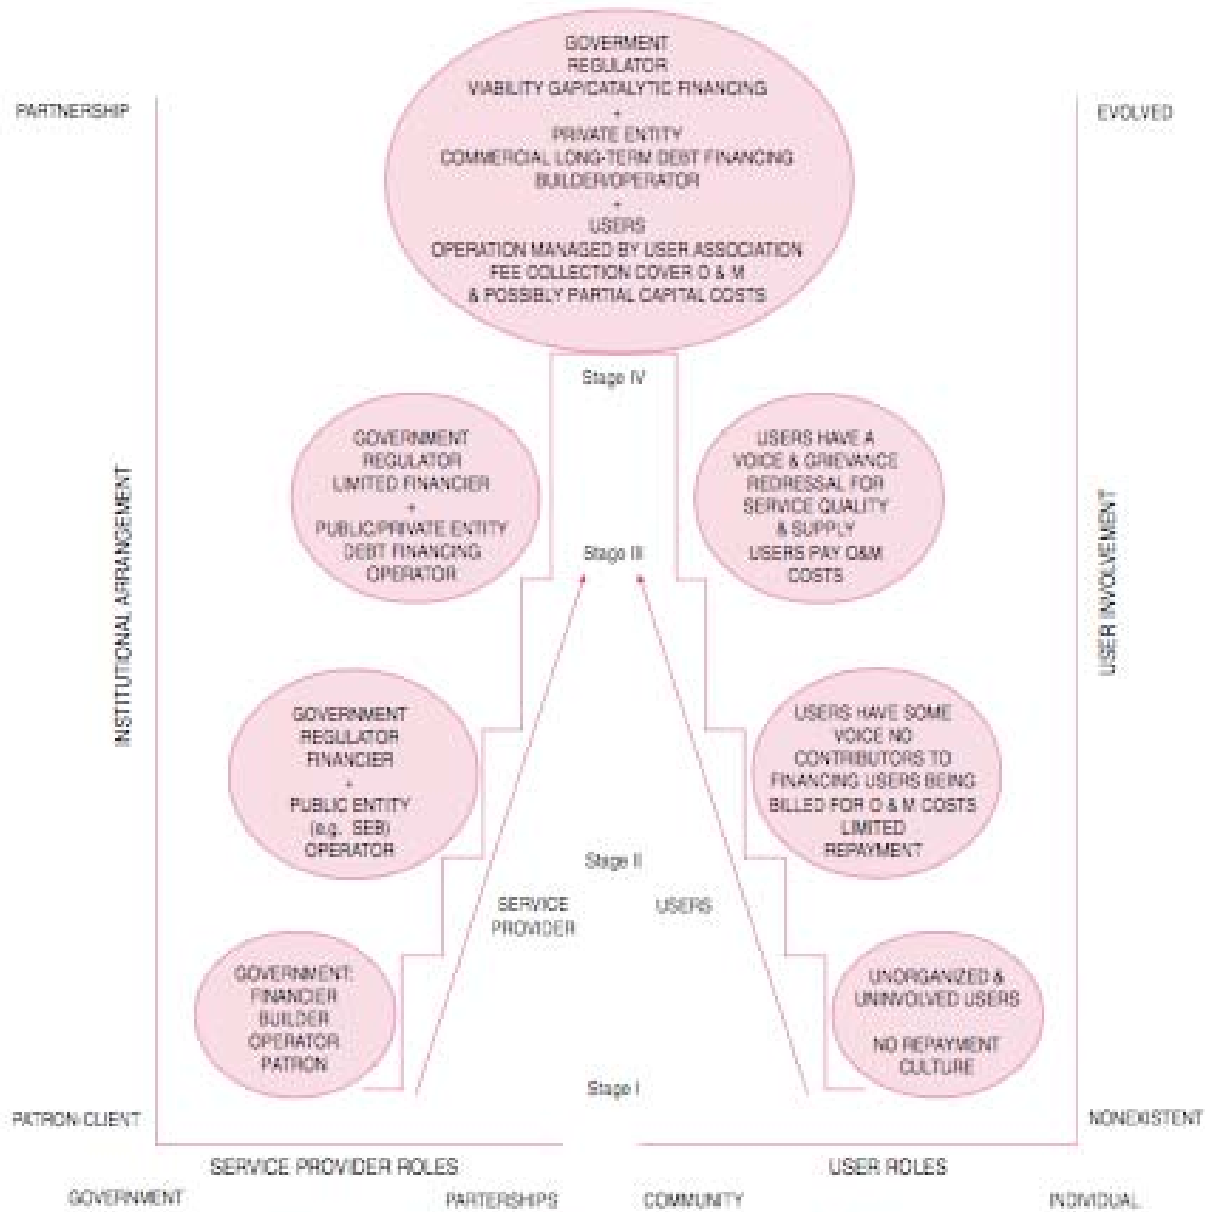 GOVERMENT
REGULATOR
VIABILITY GAP/CATALYTIC FINANCING
+
PRIVATE ENTITY
COMMERCIAL LONG-TERM DEBT FINANCING
BUILDER/OPERATOR
+
USERS
OPERATION MANAGED BY USER ASSOCIATION
FEE COLLECTION COVER O & M
& POSSIBLY PARTIAL CAPITAL COSTS
PARTNERSHIP
EVOLVED
Stage IV
GOVERNMENT
REGULATOR
LIMITED FINANCIER
+
PUBLIC/PRIVATE ENTITY
DEBT FINANCING
OPERATOR
USERS HAVE A
VOICE & GRIEVANCE
REDRESSAL FOR
SERVICE QUALITY
& SUPPLY
USERS PAY O&M
COSTS
Stage III
INSTITUTIONAL ARRANGEMENT
USER INVOLVEMENT
GOVERNMENT
REGULATOR
FINANCIER
+
PUBLIC ENTITY
(e.g. SEB)
OPERATOR
USERS HAVE SOME
VOICE NO
CONTRIBUTORS TO
FINANCING USERS BEING
BILLED FOR O & M COSTS
LIMITED
REPAYMENT
Stage II
SERVICE
PROVIDER
USERS
GOVERNMENT:
FINANCIER
BUILDER
OPERATOR
PATRON
UNORGANIZED &
UNINVOLVED USERS
NO REPAYMENT
CULTURE
Stage I
PATRON-CLIENT
NONEXISTENT
SERVICE PROVIDER ROLES
USER ROLES
GOVERNMENT
PARTERSHIPS
COMMUNITY
INDIVIDUAL